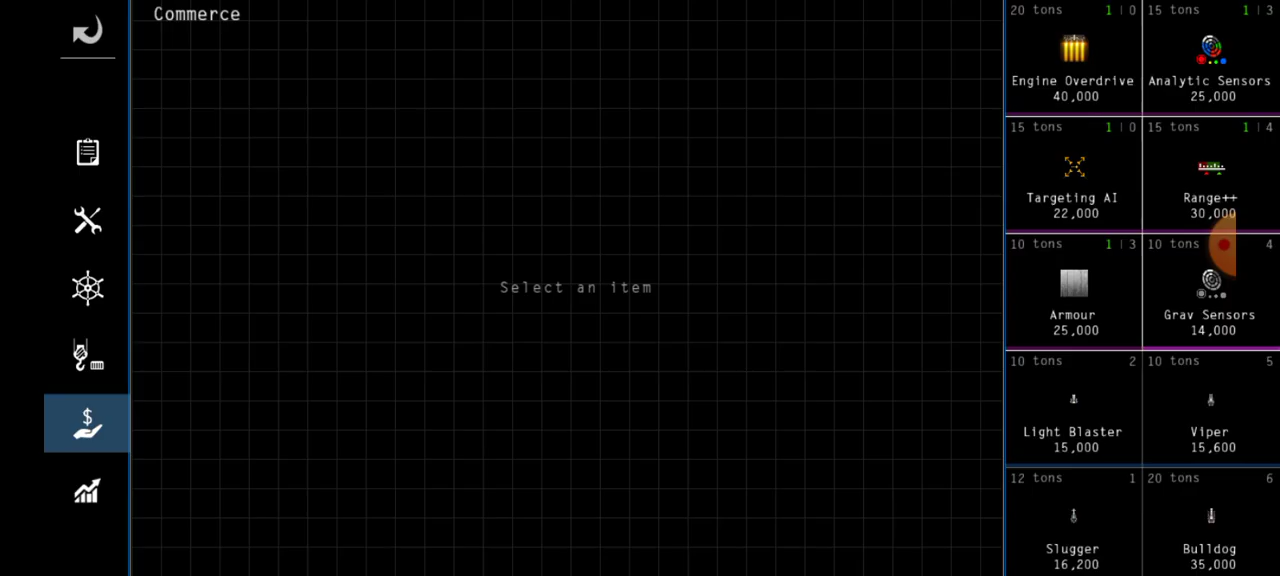 Commerce
20 tons 1 | 0
Engine Overdrive
40,000
15 tons 1 | 3
Analytic Sensors
25,000
15 tons 1 | 0
Targeting AI
22,000
15 tons 1 | 4
Range++
30,000
10 tons 1 | 3
Armour
25,000
10 tons 4
Grav Sensors
14,000
Select an item
10 tons 2
Light Blaster
15,000
10 tons 5
Viper
15,600
12 tons 1
Slugger
16,200
20 tons 6
Bulldog
35,000